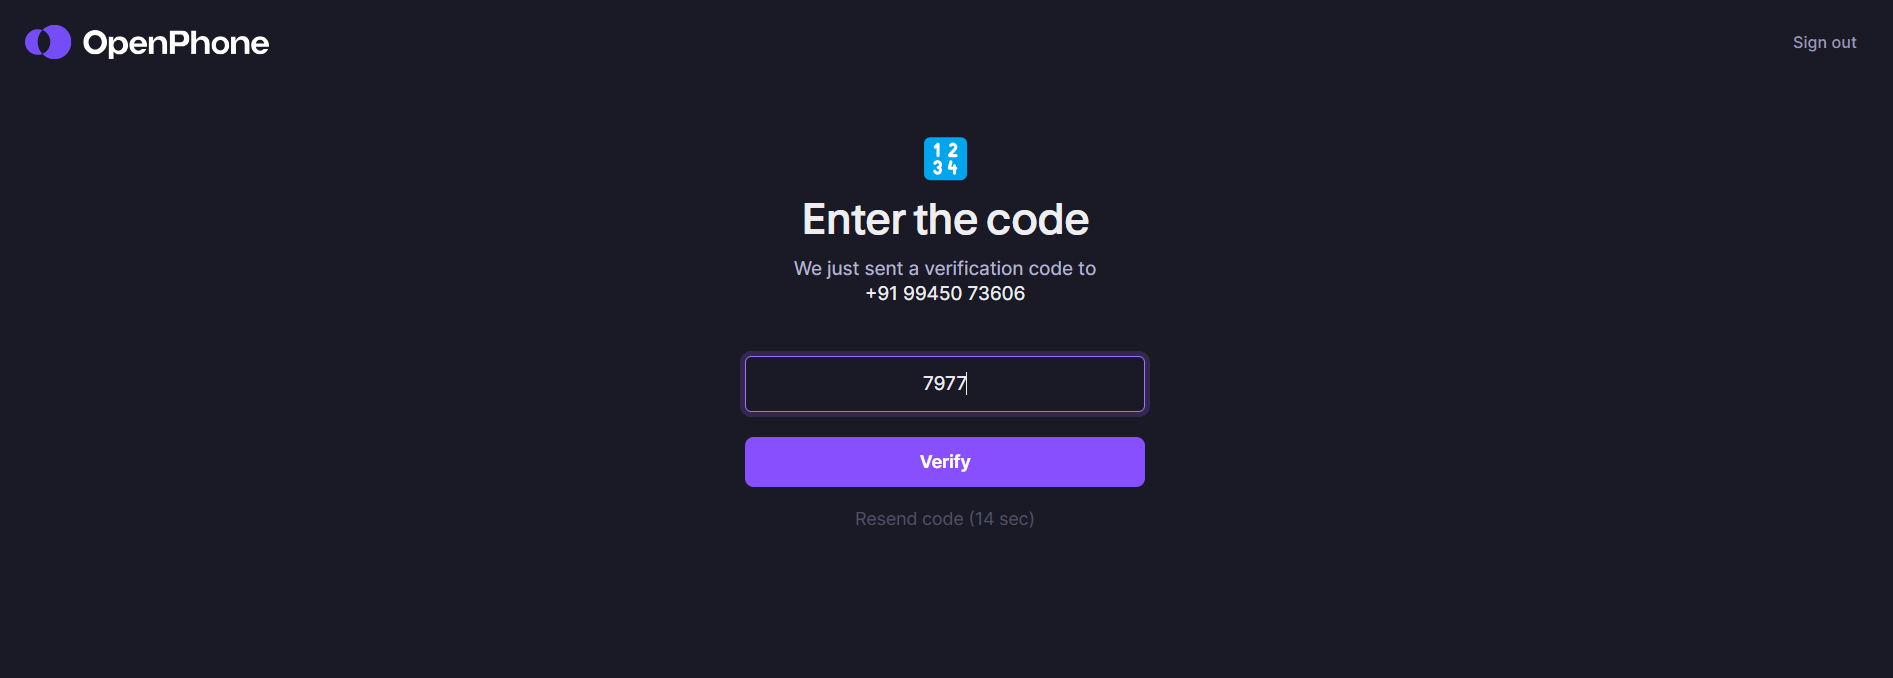 OpenPhone
Sign out
1 2
3 4
Enter the code
We just sent a verification code to
+91 99450 73606
7977
Verify
Resend code (14 sec)